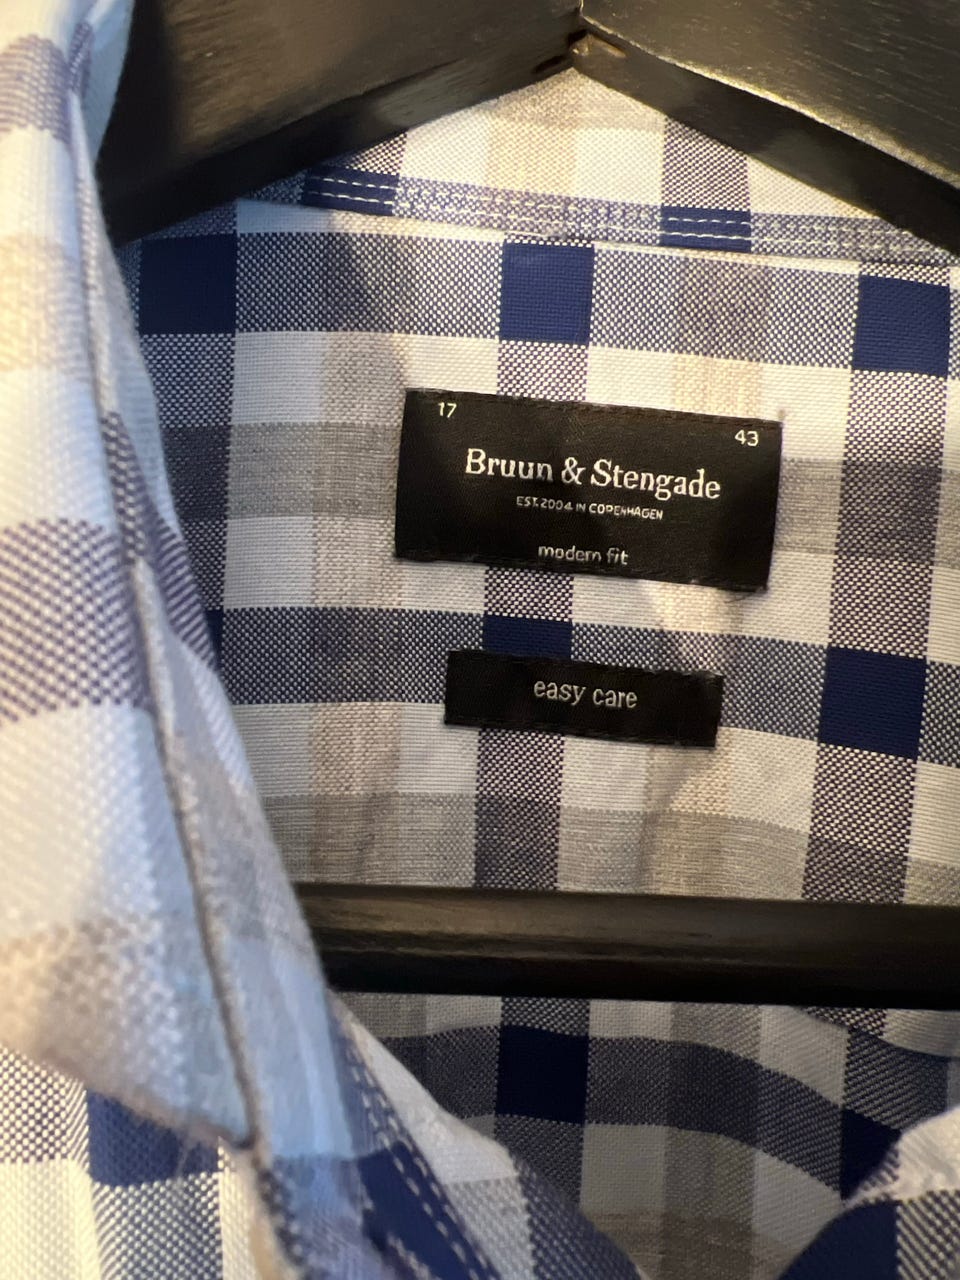 17
43
Bruun & Stengade
EST. 2004 IN COPENHAGEN
modern fit
easy care